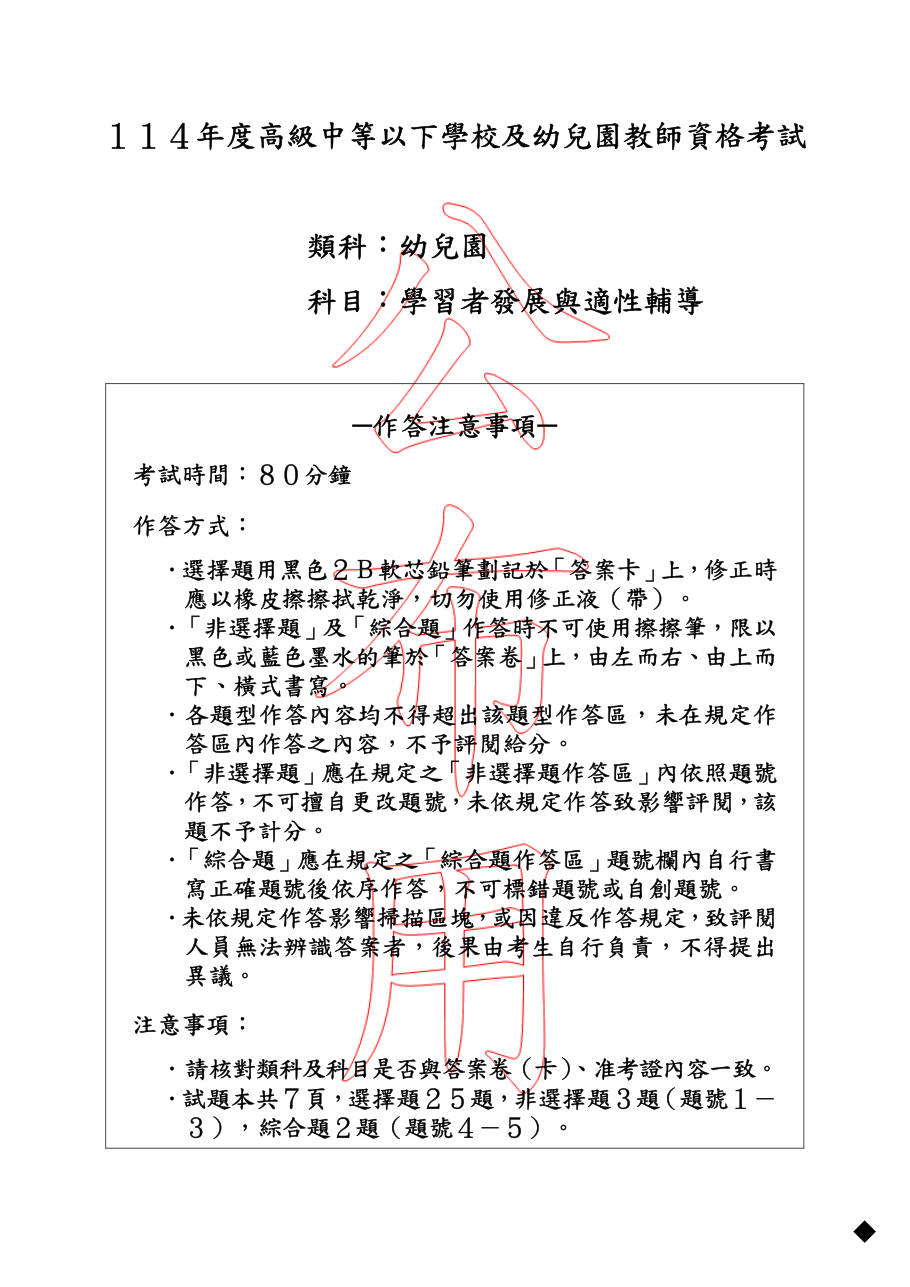 114年度高級中等以下學校及幼兒園教師資格考試
類科：幼兒園
科目：學習者發展與適性輔導
─作答注意事項─
考試時間：80分鐘
作答方式：
·選擇題用黑色2B軟芯鉛筆劃記於「答案卡」上，修正時
應以橡皮擦擦拭乾淨，切勿使用修正液（帶）。
·「非選擇題」及「綜合題」作答時不可使用擦擦筆，限以
黑色或藍色墨水的筆於「答案卷」上，由左而右、由上而
下、橫式書寫。
·各題型作答內容均不得超出該題型作答區，未在規定作
答區內作答之內容，不予評閱給分。
·「非選擇題」應在規定之「非選擇題作答區」內依照題號
作答，不可擅自更改題號，未依規定作答致影響評閱，該
題不予計分。
·「綜合題」應在規定之「綜合題作答區」題號欄內自行書
寫正確題號後依序作答，不可標錯題號或自創題號。
·未依規定作答影響掃描區塊，或因違反作答規定，致評閱
人員無法辨識答案者，後果由考生自行負責，不得提出
異議。
注意事項：
·請核對類科及科目是否與答案卷（卡）、准考證內容一致。
·試題本共7頁，選擇題25題，非選擇題3題（題號1－
3），綜合題2題（題號4－5）。
公布用